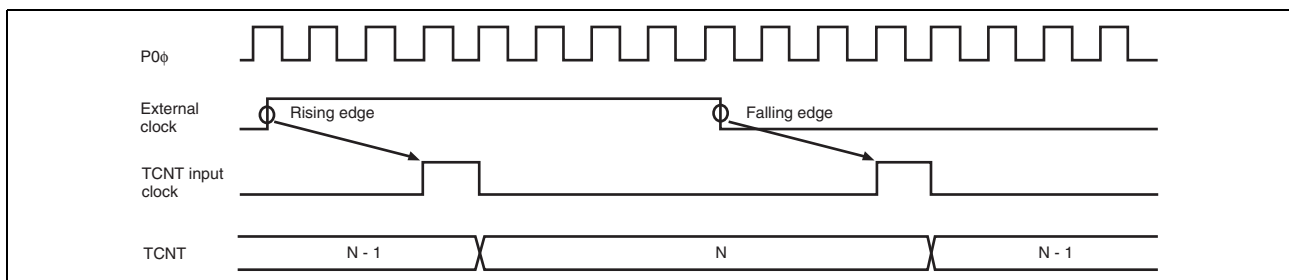 P0ϕ
External
clock
Rising edge
Falling edge
TCNT input
clock
TCNT
N - 1
N
N - 1